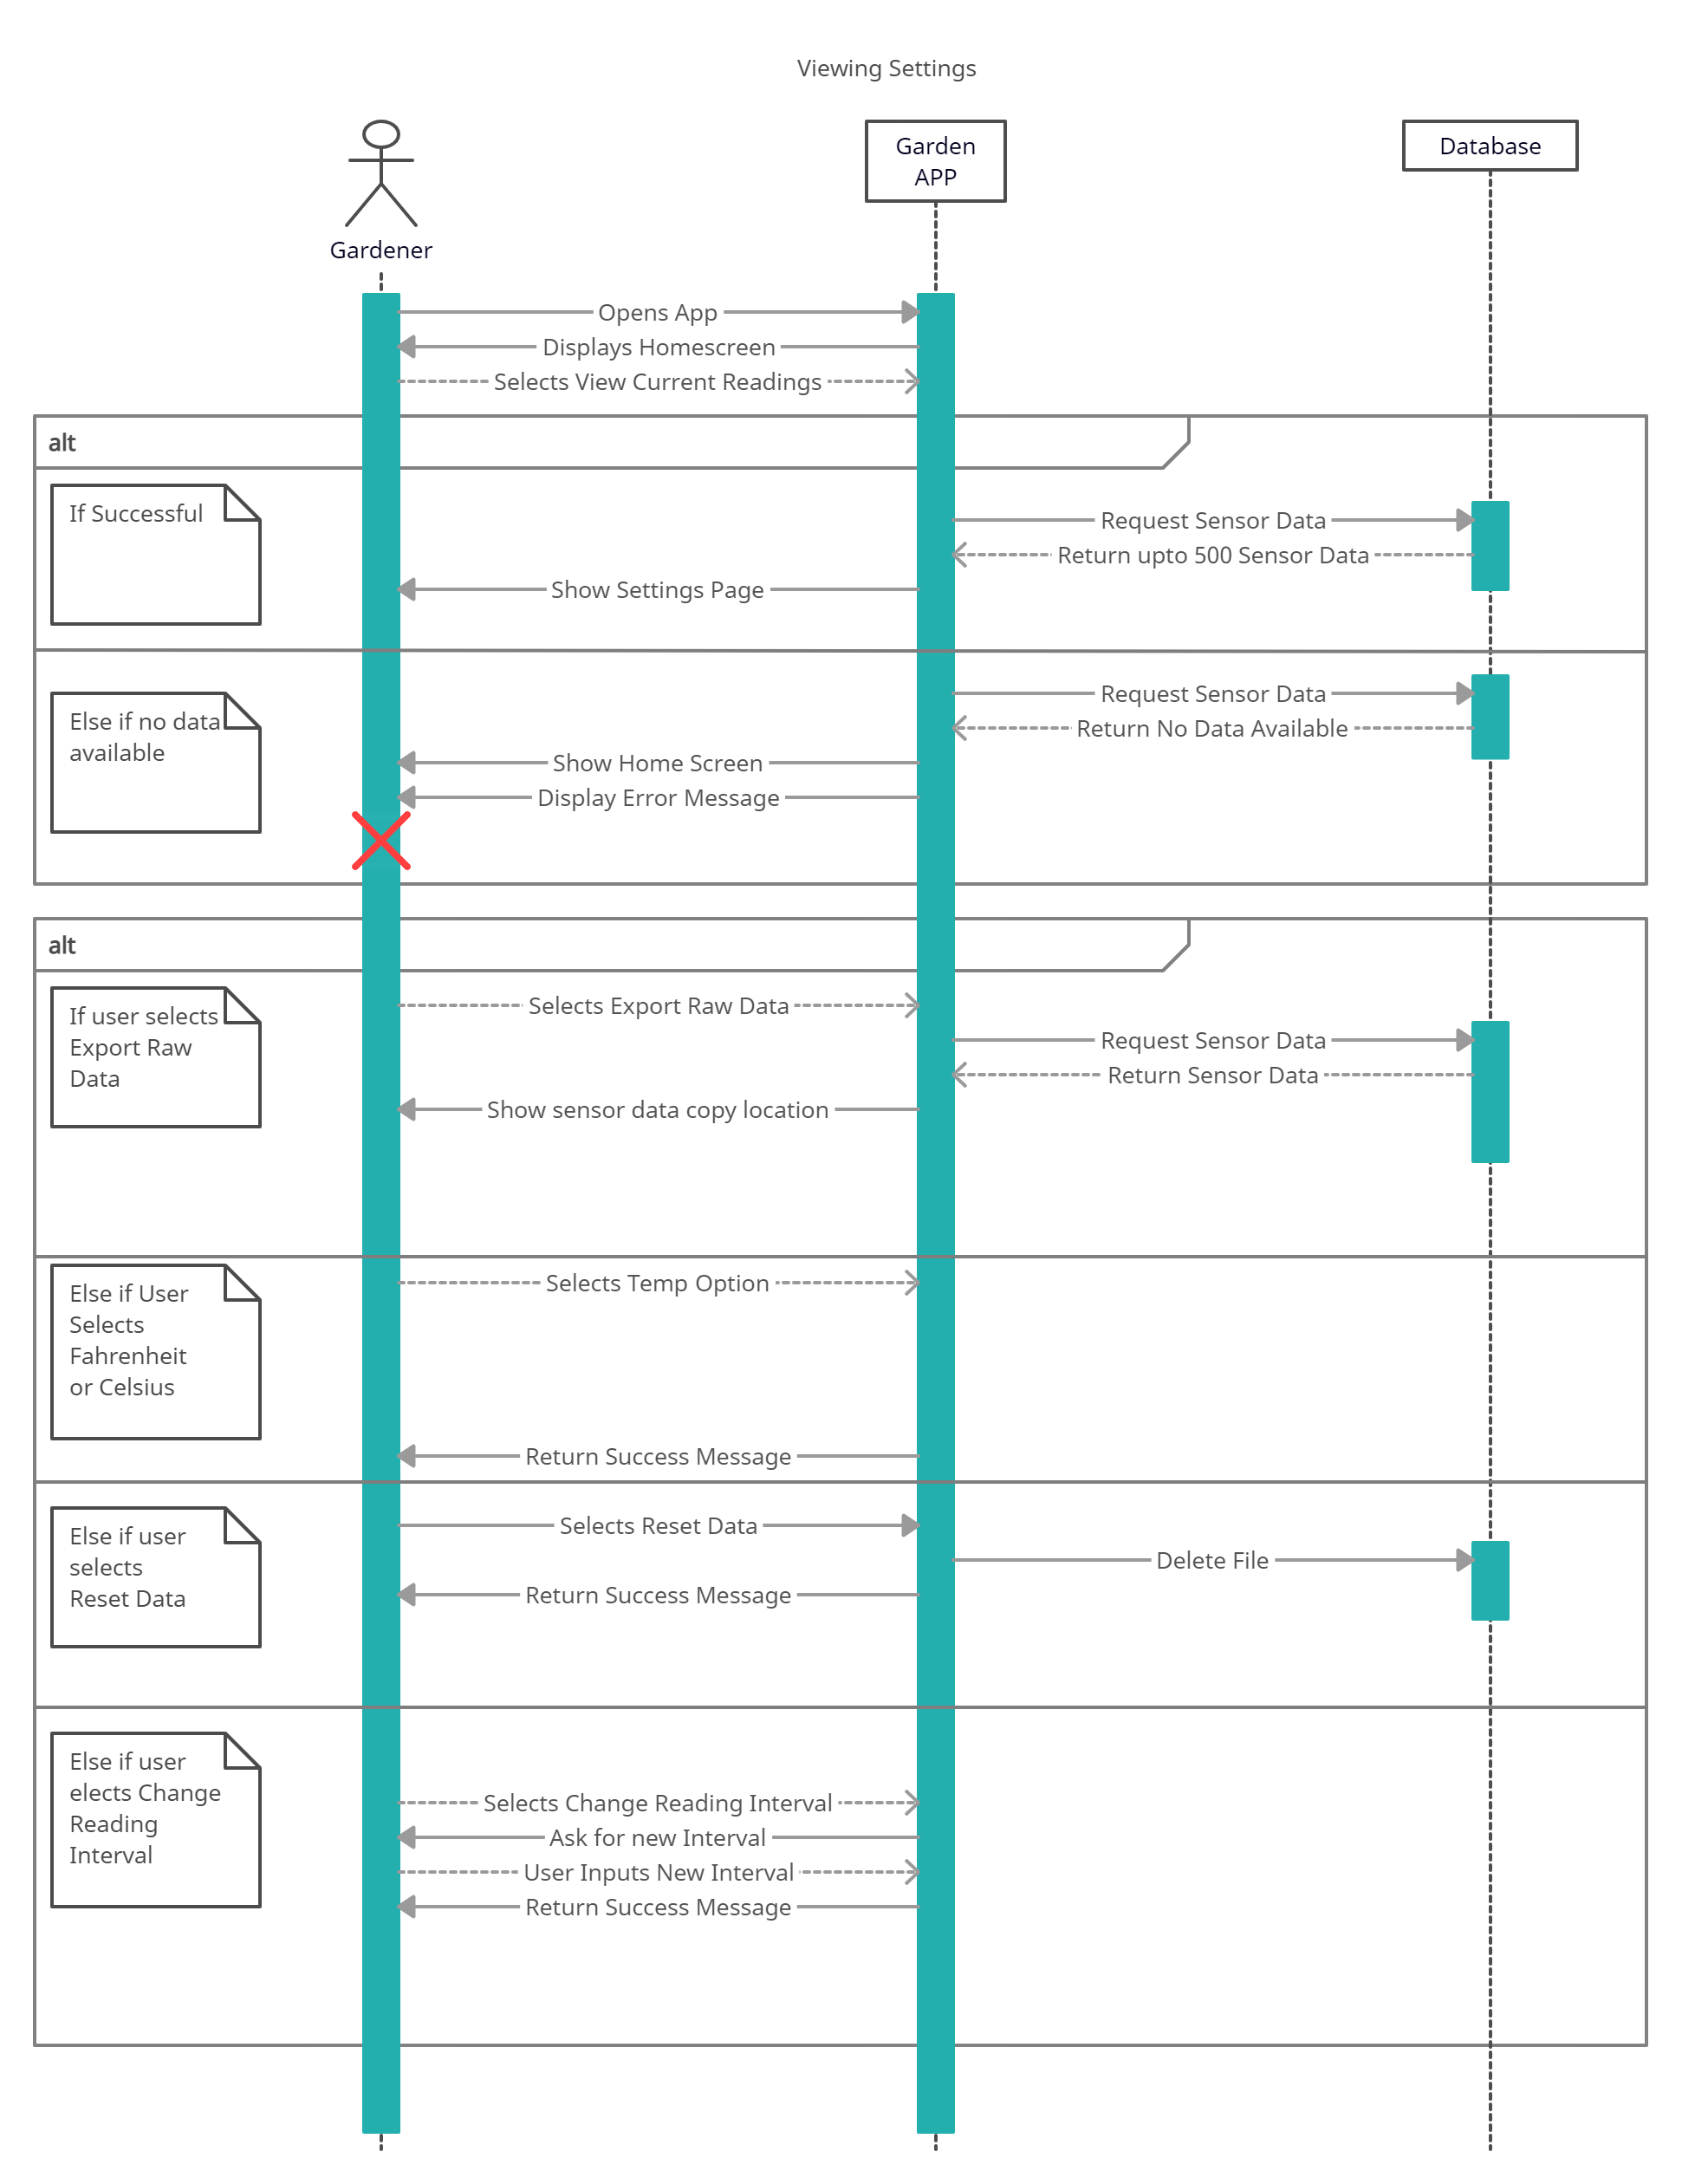 Viewing Settings
Garden
APP
Database
Gardener
Opens App
Displays Homescreen
Selects View Current Readings
alt
If Successful
Request Sensor Data
Return upto 500 Sensor Data
Show Settings Page
Else if no data
available
Request Sensor Data
Return No Data Available
Show Home Screen
Display Error Message
alt
If user selects
Export Raw
Data
Selects Export Raw Data
Request Sensor Data
Return Sensor Data
Show sensor data copy location
Else if User
Selects
Fahrenheit
or Celsius
Selects Temp Option
Return Success Message
Else if user
selects
Reset Data
Selects Reset Data
Delete File
Return Success Message
Else if user
elects Change
Reading
Interval
Selects Change Reading Interval
Ask for new Interval
User Inputs New Interval
Return Success Message